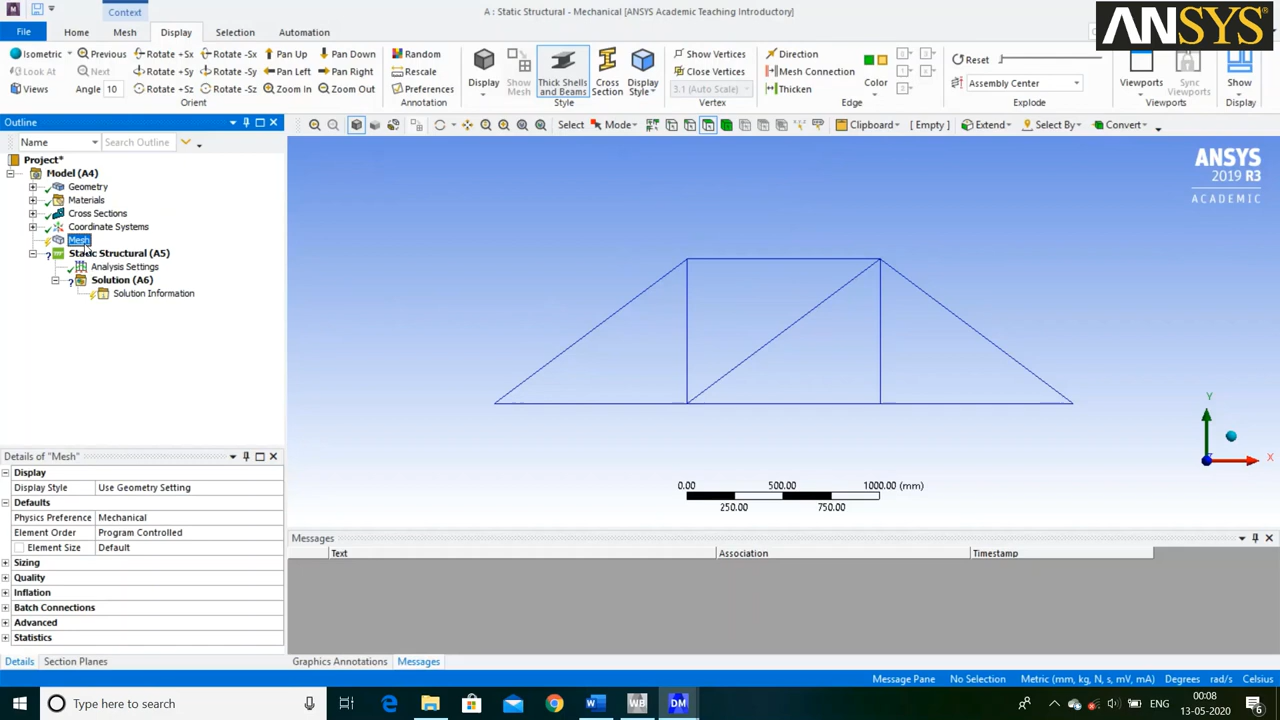 Context
A : Static Structural - Mechanical [ANSYS Academic Teaching Introductory]
ANSYS
File Home Mesh Display Selection Automation
Isometric Previous Rotate -Sx Rotate -Sx Pan Up Pan Down Random
Look At Next Rotate +Sy Rotate +Sy Pan Left Pan Right Rescale
Views Angle 10 Rotate +Sz Rotate -Sz Zoom In Zoom Out Preferences
Orient Annotation
Display Show Mesh Thick Shells and Beams Cross Section Display Style
Style
Show Vertices
Close Vertices
3.1 (Auto Scale)
Vertex
Direction
Mesh Connection
Thicken
Color
Edge
Reset
Assembly Center
Explode
Viewports Sync Viewports
Viewports
Show
Display
Outline
Select Mode Clipboard [ Empty ] Extend Select By Convert
Name Search Outline
Project*
Model (A4)
Geometry
Materials
Cross Sections
Coordinate Systems
Mesh
Static Structural (A5)
Analysis Settings
Solution (A6)
Solution Information
ANSYS
2019 R3
ACADEMIC
Y
X
0.00 500.00 1000.00 (mm)
250.00 750.00
Details of "Mesh"
Display
Display Style Use Geometry Setting
Defaults
Physics Preference Mechanical
Element Order Program Controlled
Element Size Default
Sizing
Quality
Inflation
Batch Connections
Advanced
Statistics
Messages
Text Association Timestamp
Details Section Planes
Graphics Annotations Messages
Message Pane No Selection Metric (mm, kg, N, s, mV, mA) Degrees rad/s Celsius
Type here to search
W WB DM
ENG
00:08
13-05-2020
6